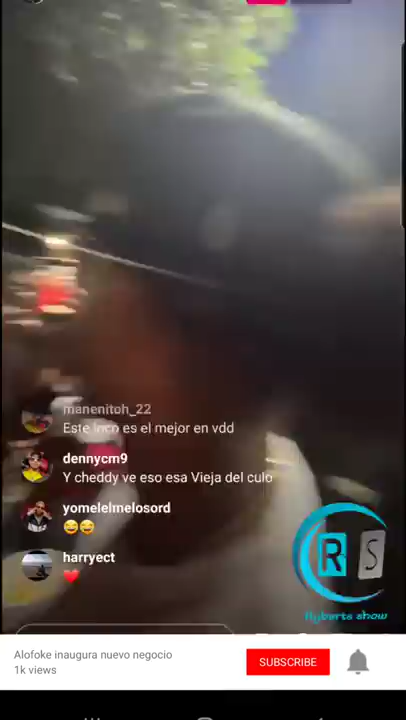 manenitoh_22
Este loco es el mejor en vdd
dennycm9
Y cheddy ve eso esa Vieja del culo
yomelelmelosord
😂😂
harryect
❤️
R S
flyberto show
Alofoke inaugura nuevo negocio
1k views
SUBSCRIBE